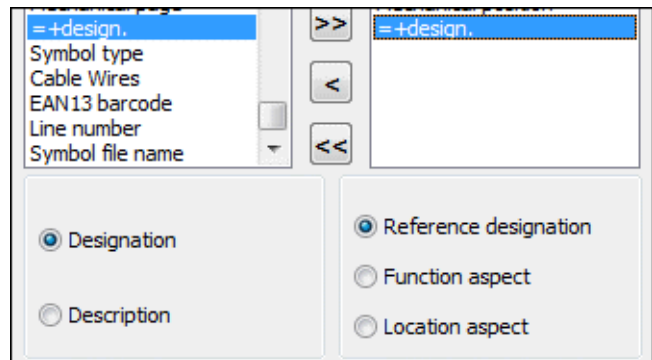 =+design.
Symbol type
Cable Wires
EAN13 barcode
Line number
Symbol file name
>>
<
<<
=+design.
Designation
Description
Reference designation
Function aspect
Location aspect